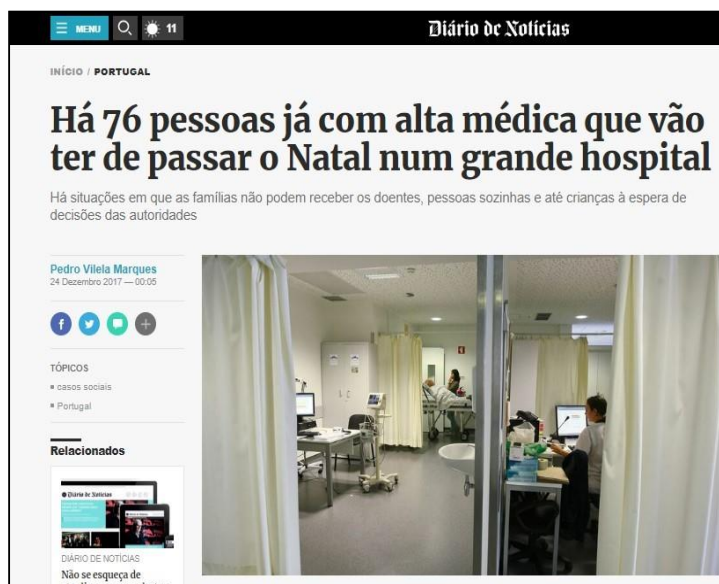 MENU
11
Diário de Notícias
INÍCIO / PORTUGAL
Há 76 pessoas já com alta médica que vão
ter de passar o Natal num grande hospital
Há situações em que as famílias não podem receber os doentes, pessoas sozinhas e até crianças à espera de
decisões das autoridades
Pedro Vilela Marques
24 Dezembro 2017 — 00:05
TÓPICOS
casos sociais
Portugal
Relacionados
Diário de Notícias
DIÁRIO DE NOTÍCIAS
Não se esqueça de